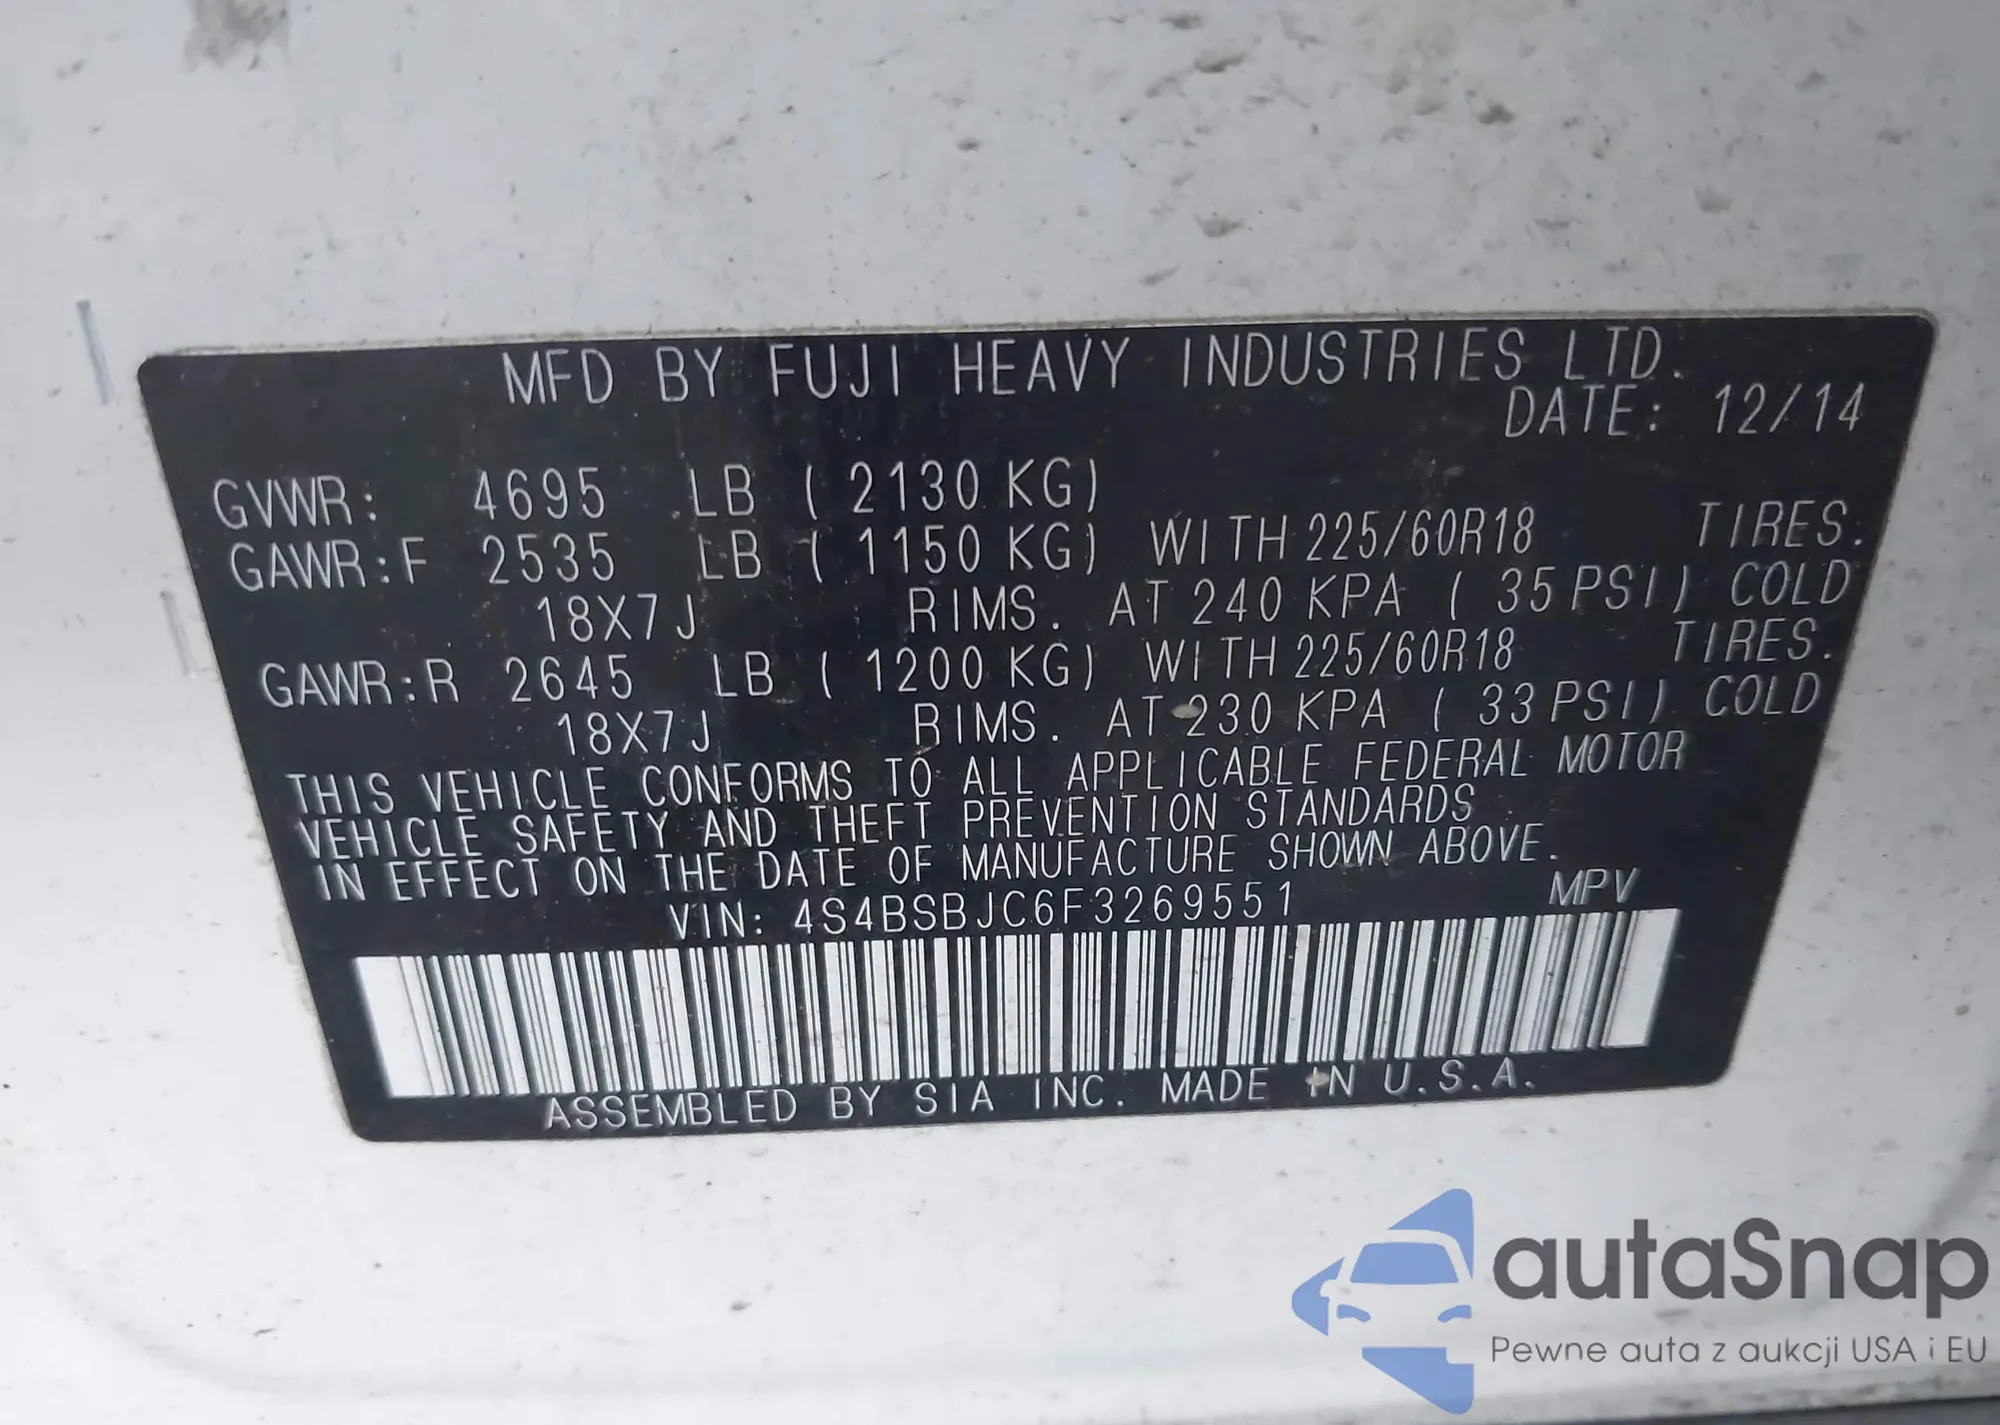 MFD BY FUJI HEAVY INDUSTRIES LTD.
DATE: 12/14
GVWR: 4695 LB ( 2130 KG)
GAWR:F 2535 LB ( 1150 KG) WITH 225/60R18 TIRES.
18X7J RIMS. AT 240 KPA ( 35 PSI) COLD
GAWR:R 2645 LB ( 1200 KG) WITH 225/60R18 TIRES.
18X7J RIMS. AT 230 KPA ( 33 PSI) COLD
THIS VEHICLE CONFORMS TO ALL APPLICABLE FEDERAL MOTOR
VEHICLE SAFETY AND THEFT PREVENTION STANDARDS
IN EFFECT ON THE DATE OF MANUFACTURE SHOWN ABOVE.
VIN: 4S4BSBJC6F3269551 MPV
ASSEMBLED BY SIA INC. MADE IN U.S.A.
autaSnap
Pewne auta z aukcji USA i EU